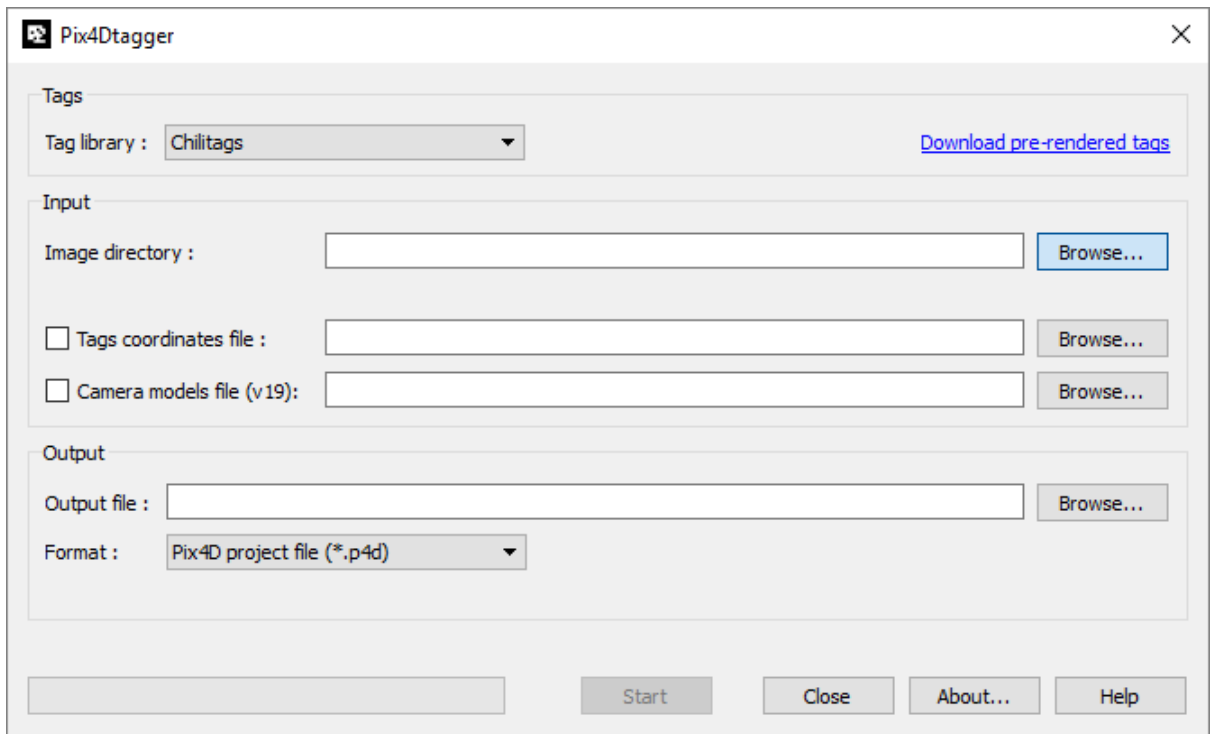 Pix4Dtagger
Tags
Tag library : Chilitags Download pre-rendered tags
Input
Image directory : Browse...
Tags coordinates file : Browse...
Camera models file (v19): Browse...
Output
Output file : Browse...
Format : Pix4D project file (*.p4d)
Start Close About... Help